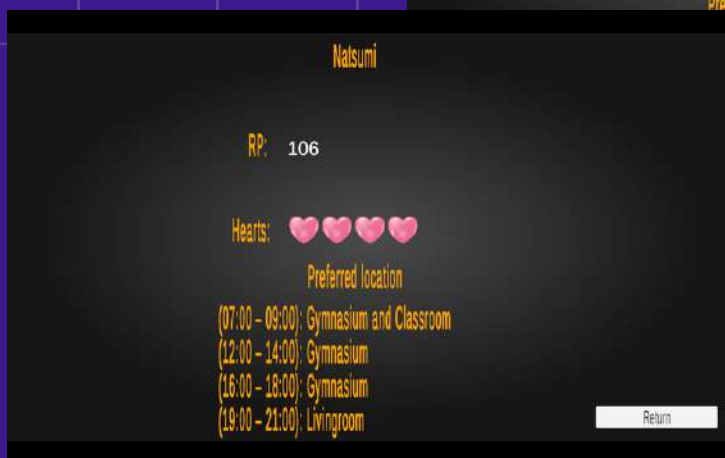 Pre
Natsumi
RP: 106
Hearts:
Preferred location
(07:00 – 09:00): Gymnasium and Classroom
(12:00 – 14:00): Gymnasium
(16:00 – 18:00): Gymnasium
(19:00 – 21:00): Livingroom
Return